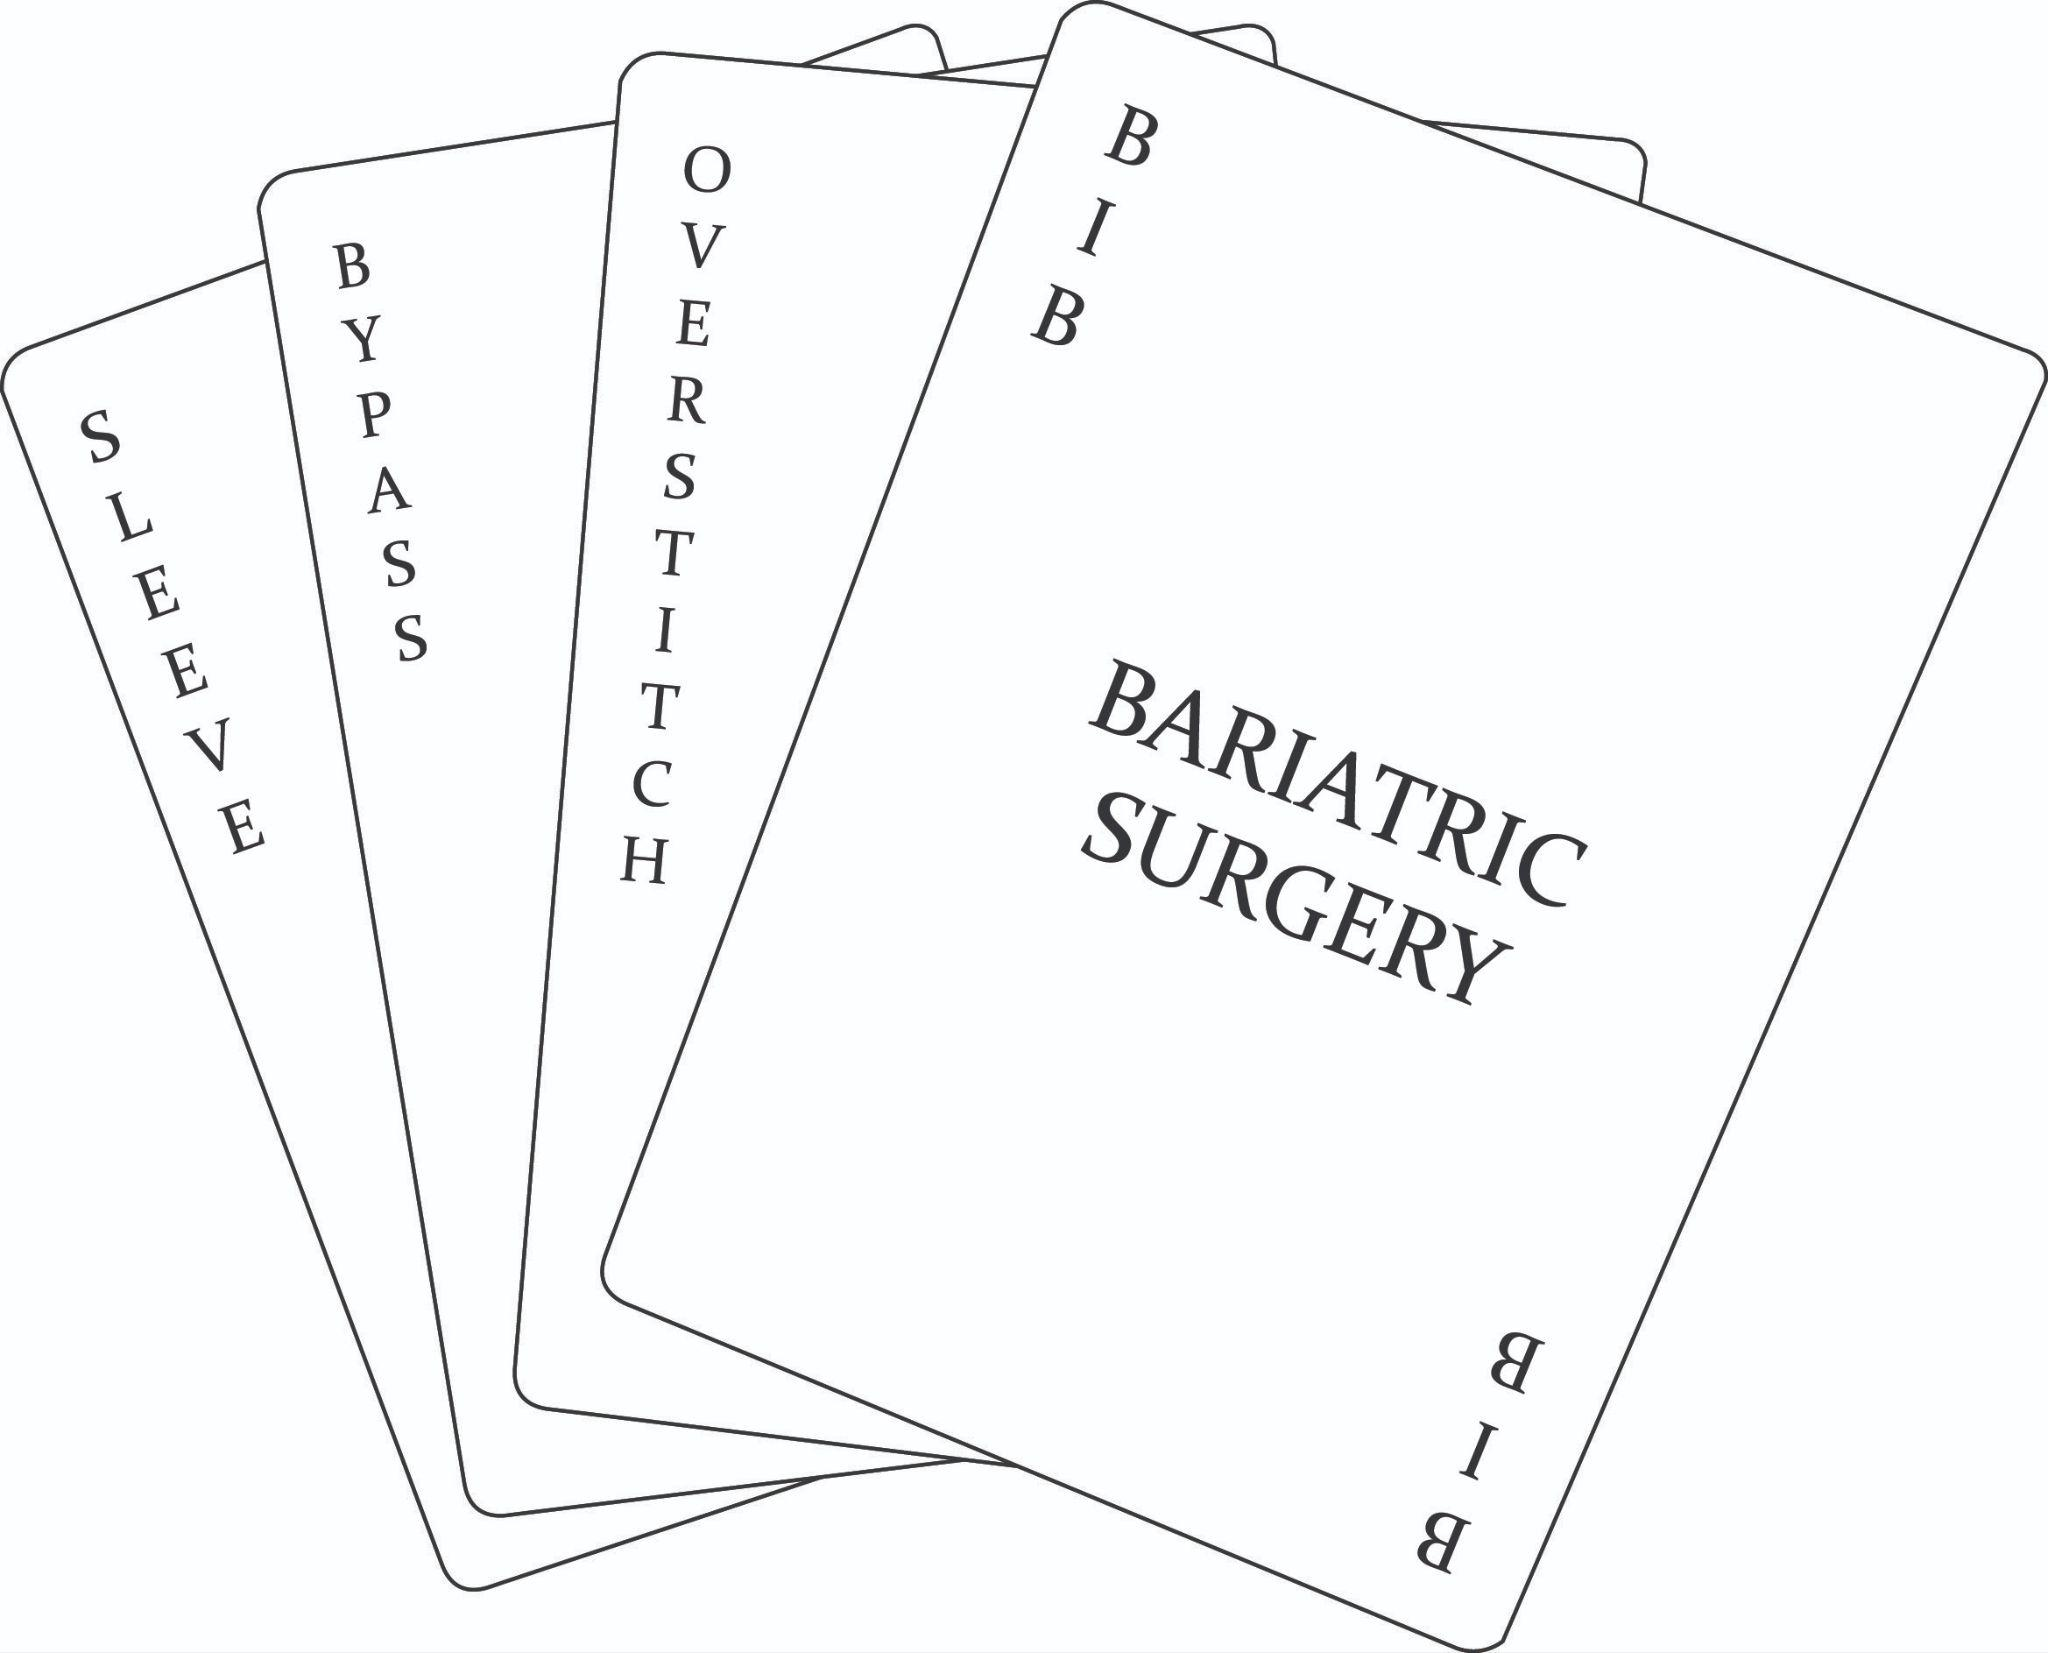 SLEEVE
BYPASS
OVERSTITCH
BIB
BARIATRIC
SURGERY
BIB